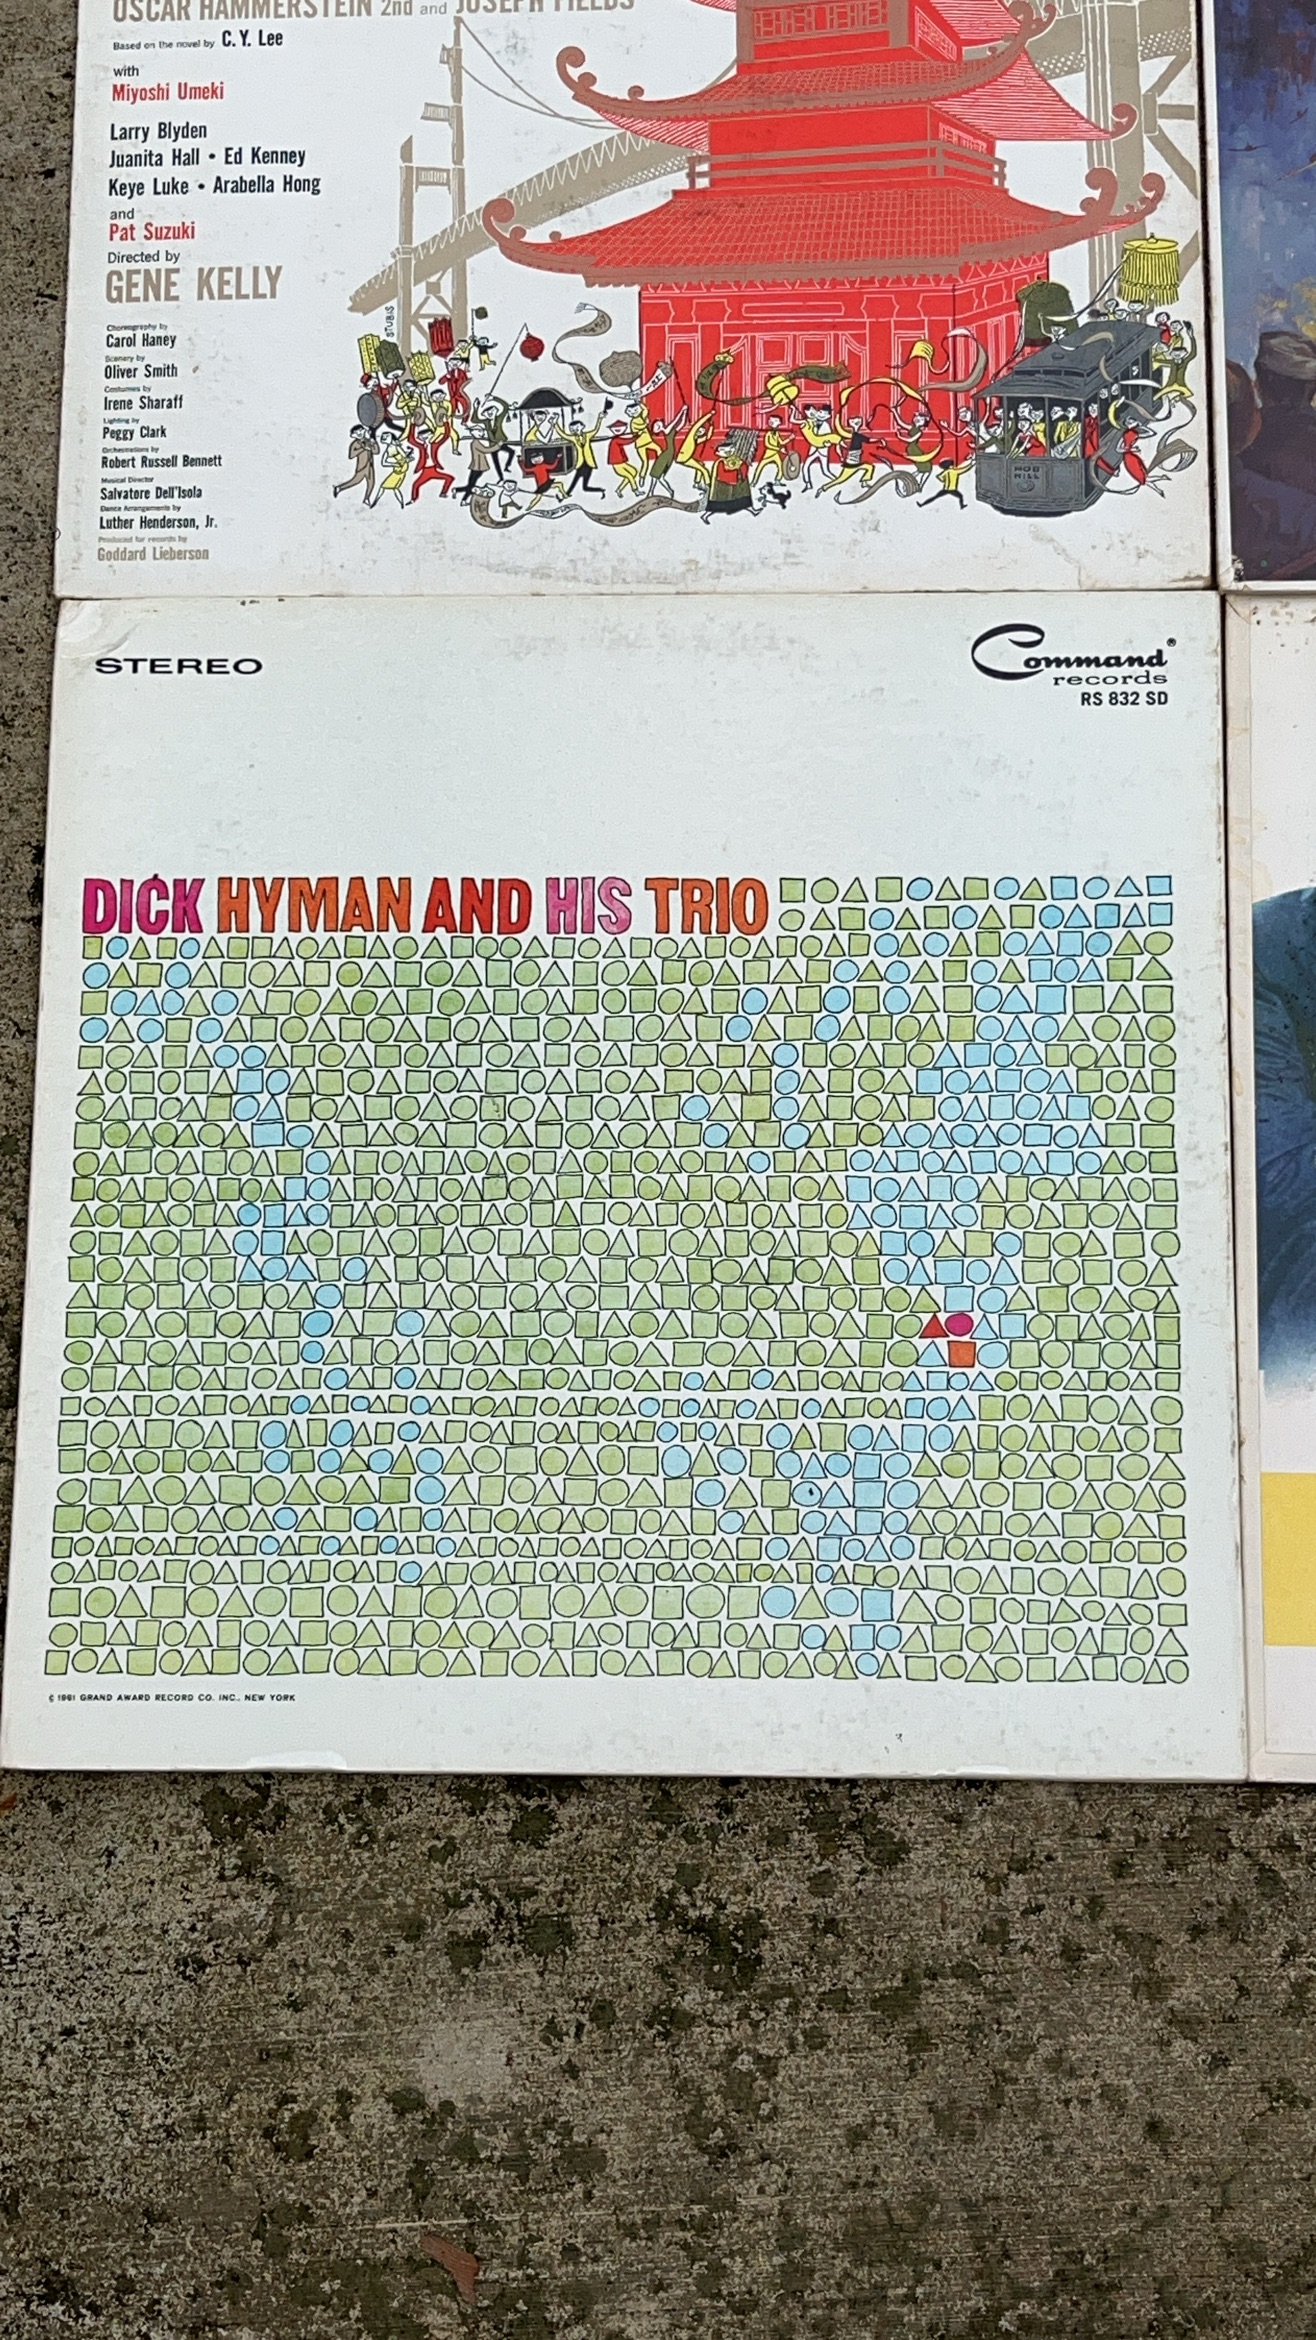 OSCAR HAMMERSTEIN 2nd and JOSEPH FIELDS
Based on the novel by C. Y. Lee
with
Miyoshi Umeki
Larry Blyden
Juanita Hall • Ed Kenney
Keye Luke • Arabella Hong
and
Pat Suzuki
Directed by
GENE KELLY
Choreography by
Carol Haney
Scenery by
Oliver Smith
Costumes by
Irene Sharaff
Lighting by
Peggy Clark
Orchestrations by
Robert Russell Bennett
Musical Director
Salvatore Dell'Isola
Dance Arrangements by
Luther Henderson, Jr.
Produced for records by
Goddard Lieberson
STUBIS
NOB
HILL
STEREO
Command®
records
RS 832 SD
DICK HYMAN AND HIS TRIO
© 1961 GRAND AWARD RECORD CO. INC., NEW YORK